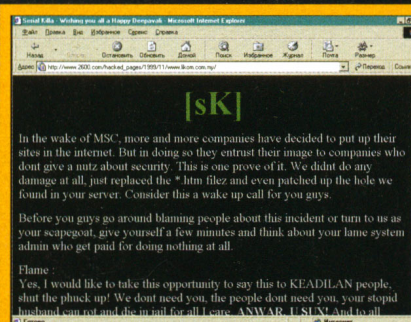 Serial Killa - Wishing you all a Happy Deepavali - Microsoft Internet Explorer
Файл Правка Вид Избранное Сервис Справка
Назад Остановить Обновить Домой Поиск Избранное Журнал Почта Размер
Адрес http://www.2600.com/hacked_pages/1999/11/www.tikom.com.my/ Переход Ссылк
[sK]
In the wake of MSC, more and more companies have decided to put up their
sites in the internet. But in doing so they entrust their image to companies who
dont give a nutz about security. This is one prove of it. We didnt do any
damage at all, just replaced the *.htm filez and even patched up the hole we
found in your server. Consider this a wake up call for you guys.
Before you guys go around blaming people about this incident or turn to us as
your scapegoat, give yourself a few minutes and think about your lame system
admin who get paid for doing nothing at all.
Flame :
Yes, I would like to take this opportunity to say this to KEADILAN people,
shut the phuck up! We dont need you, the people dont need you, your stopid
husband can rot and die in jail for all I care. ANWAR, U SUX! And to all